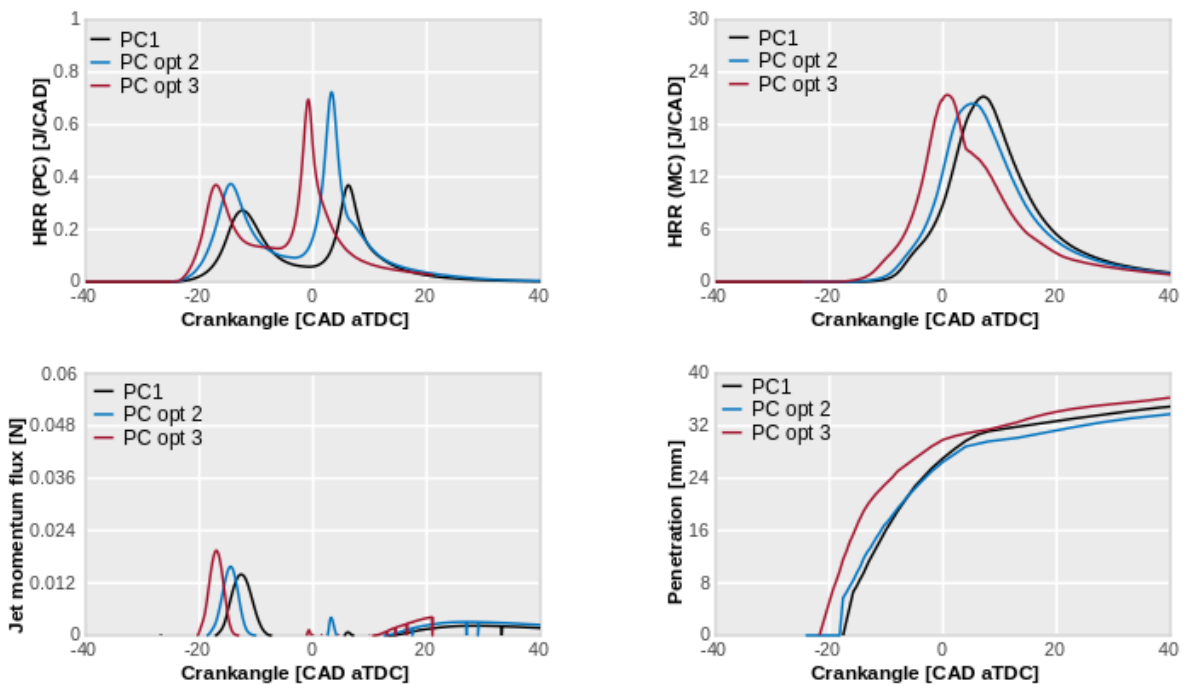 HRR (PC) [J/CAD]
1
0.8
0.6
0.4
0.2
0
PC1
PC opt 2
PC opt 3
-40 -20 0 20 40
Crankangle [CAD aTDC]
HRR (MC) [J/CAD]
30
24
18
12
6
0
PC1
PC opt 2
PC opt 3
-40 -20 0 20 40
Crankangle [CAD aTDC]
Jet momentum flux [N]
0.06
0.048
0.036
0.024
0.012
0
PC1
PC opt 2
PC opt 3
-40 -20 0 20 40
Crankangle [CAD aTDC]
Penetration [mm]
40
32
24
16
8
0
PC1
PC opt 2
PC opt 3
-40 -20 0 20 40
Crankangle [CAD aTDC]